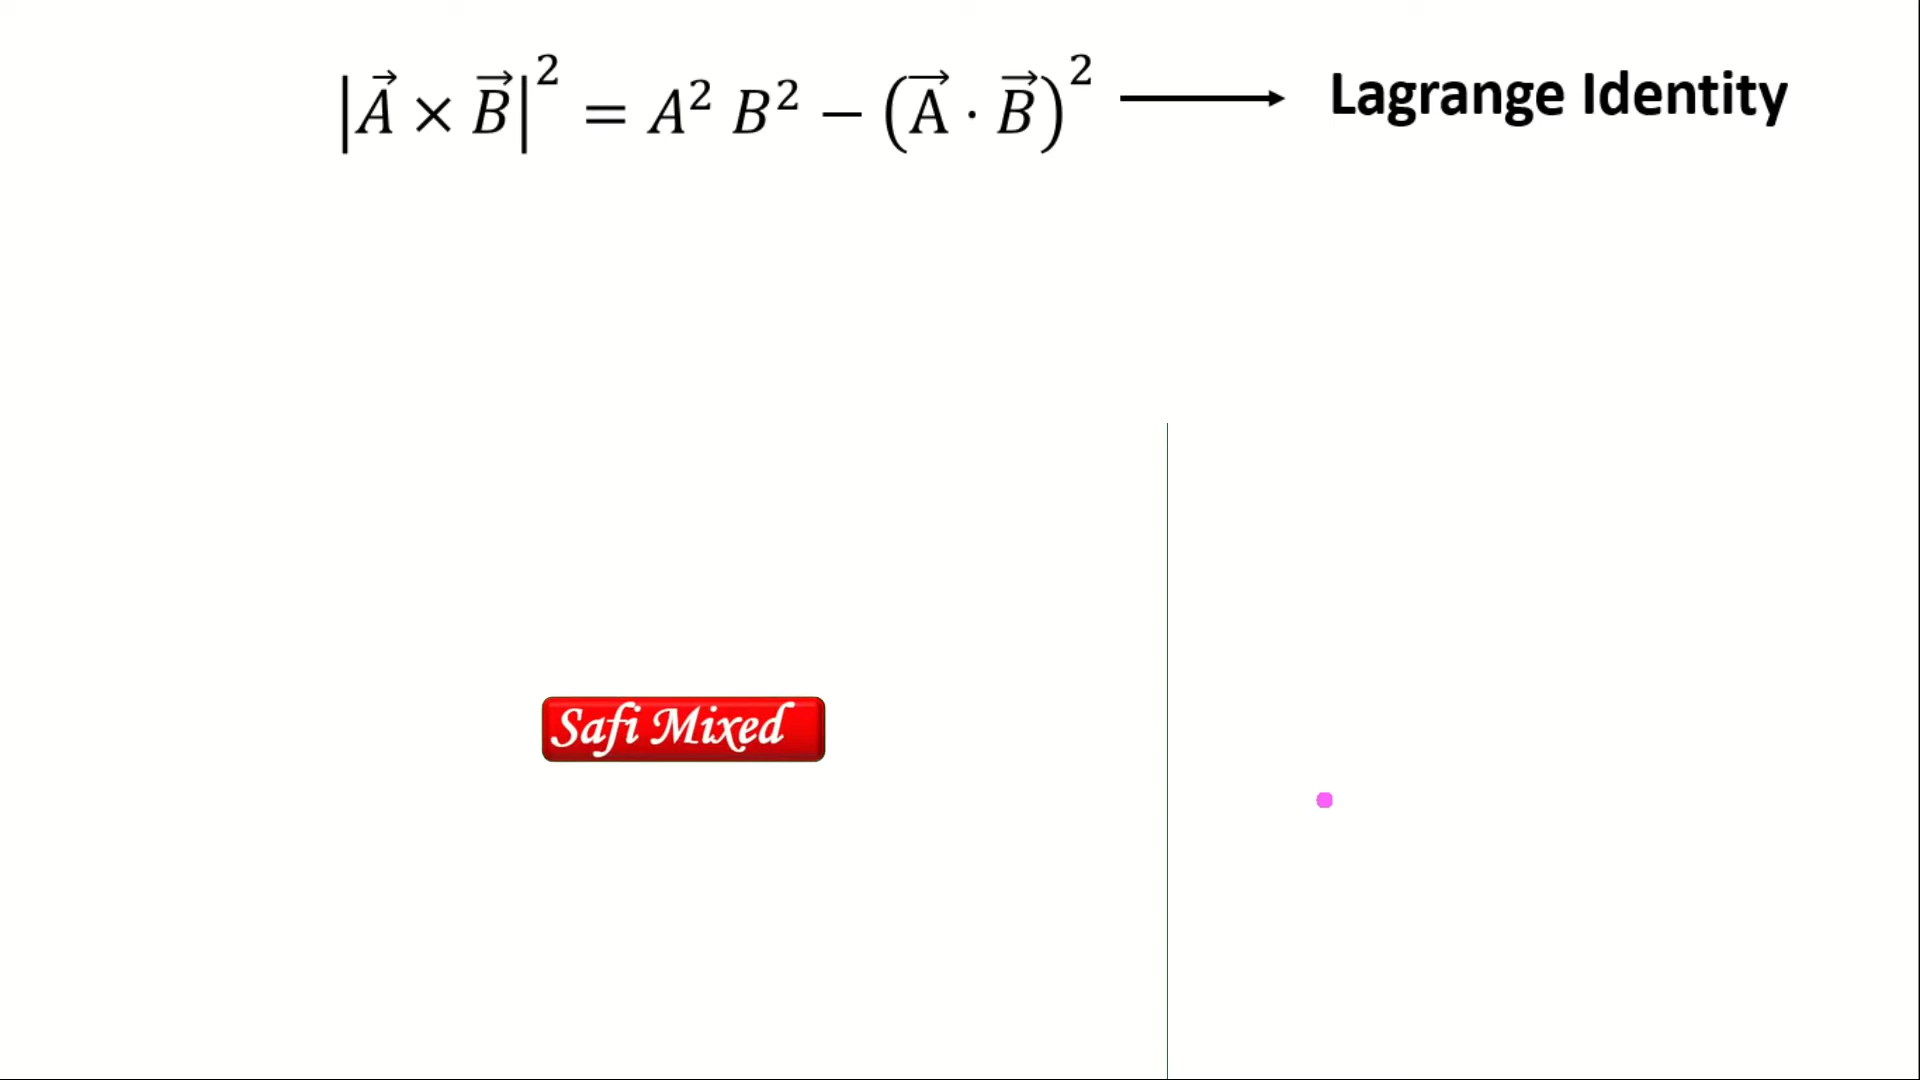 |A⃗ × B⃗|² = A² B² − (A⃗ · B⃗)² → Lagrange Identity
Safi Mixed